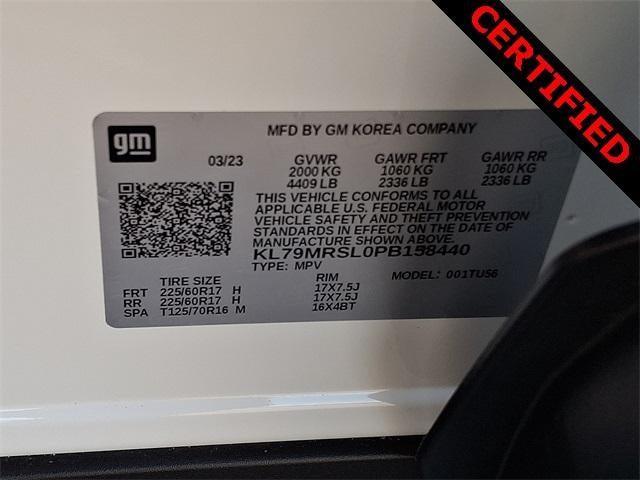 CERTIFIED
gm
MFD BY GM KOREA COMPANY
03/23
GVWR GAWR FRT GAWR RR
2000 KG 1060 KG 1060 KG
4409 LB 2336 LB 2336 LB
THIS VEHICLE CONFORMS TO ALL
APPLICABLE U.S. FEDERAL MOTOR
VEHICLE SAFETY AND THEFT PREVENTION
STANDARDS IN EFFECT ON THE DATE OF
MANUFACTURE SHOWN ABOVE.
KL79MRSL0PB158440
TYPE: MPV MODEL: 001TU56
TIRE SIZE RIM
FRT 225/60R17 H 17X7.5J
RR 225/60R17 H 17X7.5J
SPA T125/70R16 M 16X4BT